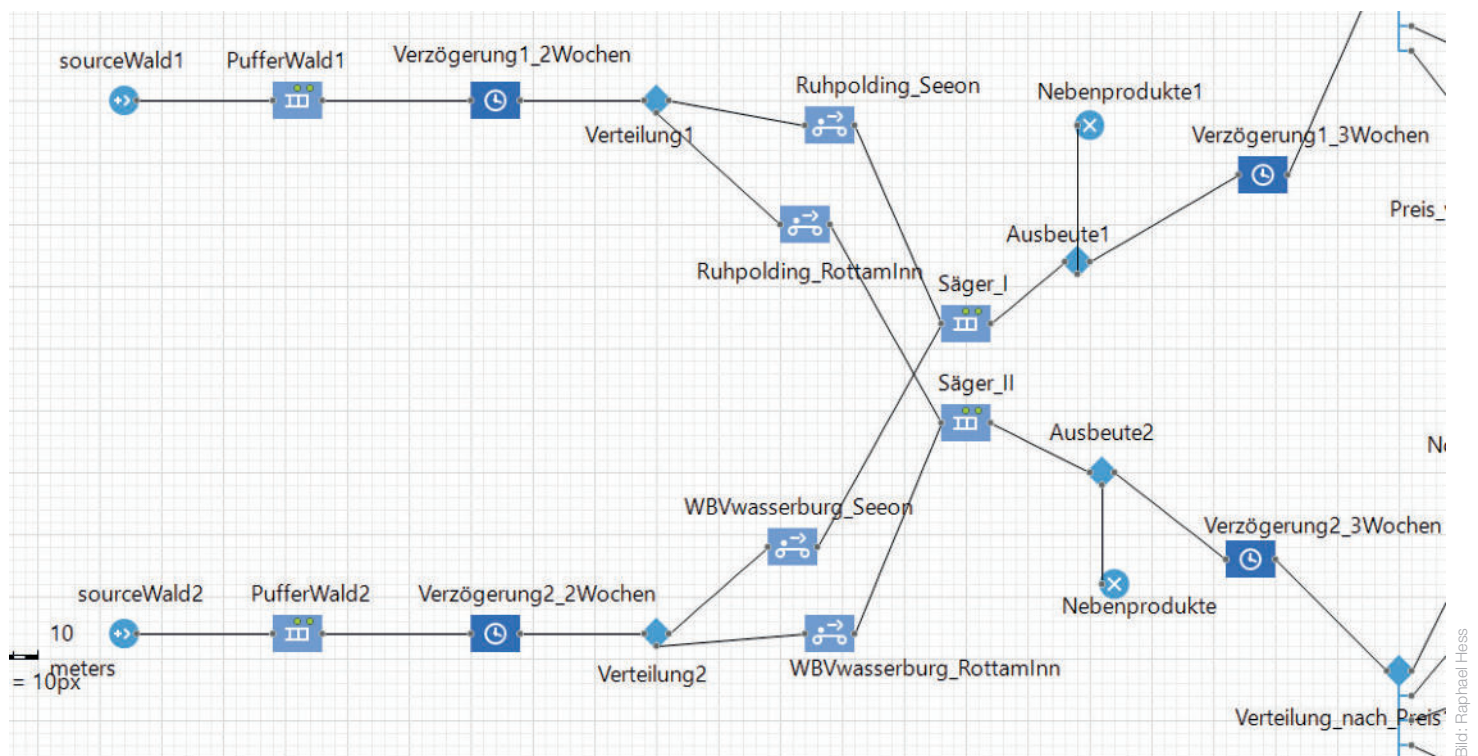 sourceWald1
PufferWald1
Verzögerung1_2Wochen
Verteilung1
Ruhpolding_Seeon
Ruhpolding_RottamInn
Nebenprodukte1
Verzögerung1_3Wochen
Ausbeute1
Säger_I
Säger_II
Ausbeute2
Verzögerung2_3Wochen
Nebenprodukte
WBVwasserburg_Seeon
sourceWald2
PufferWald2
Verzögerung2_2Wochen
Verteilung2
WBVwasserburg_RottamInn
10
meters
= 10px
Verteilung_nach_Preis
Preis_
Bild: Raphael Hess